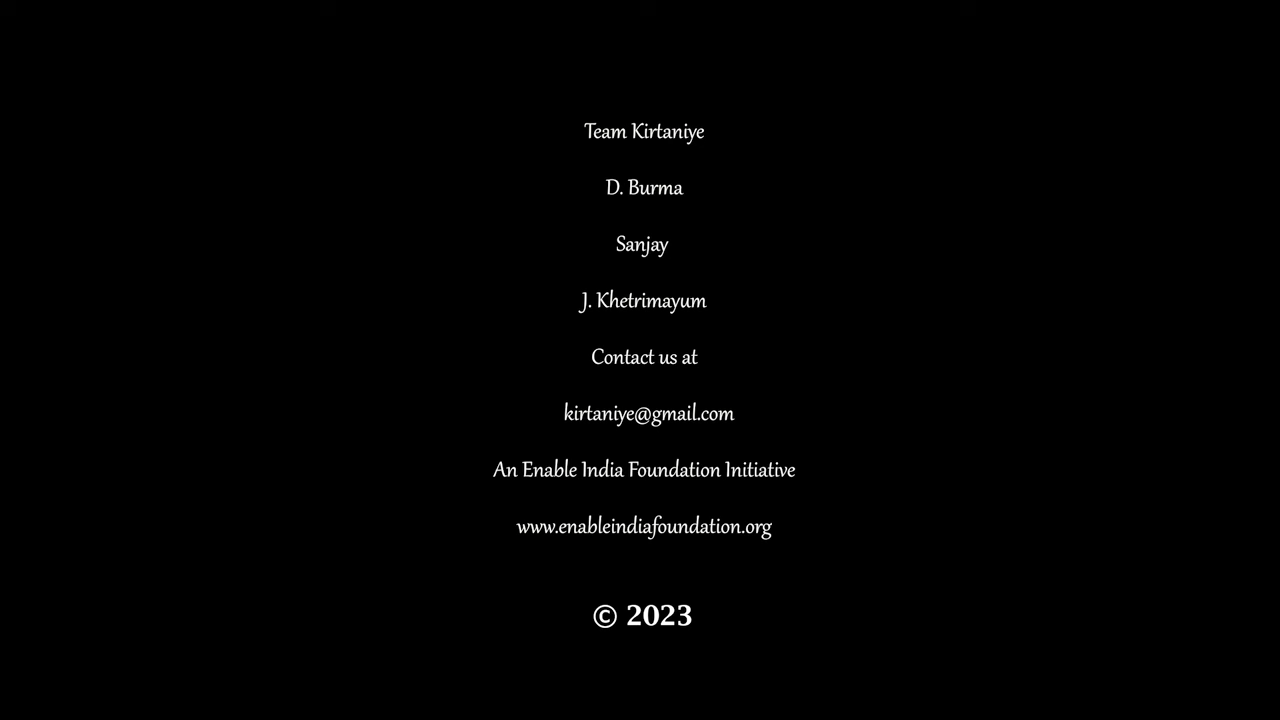 Team Kirtaniye
D. Burma
Sanjay
J. Khetrimayum
Contact us at
kirtaniye@gmail.com
An Enable India Foundation Initiative
www.enableindiafoundation.org
© 2023